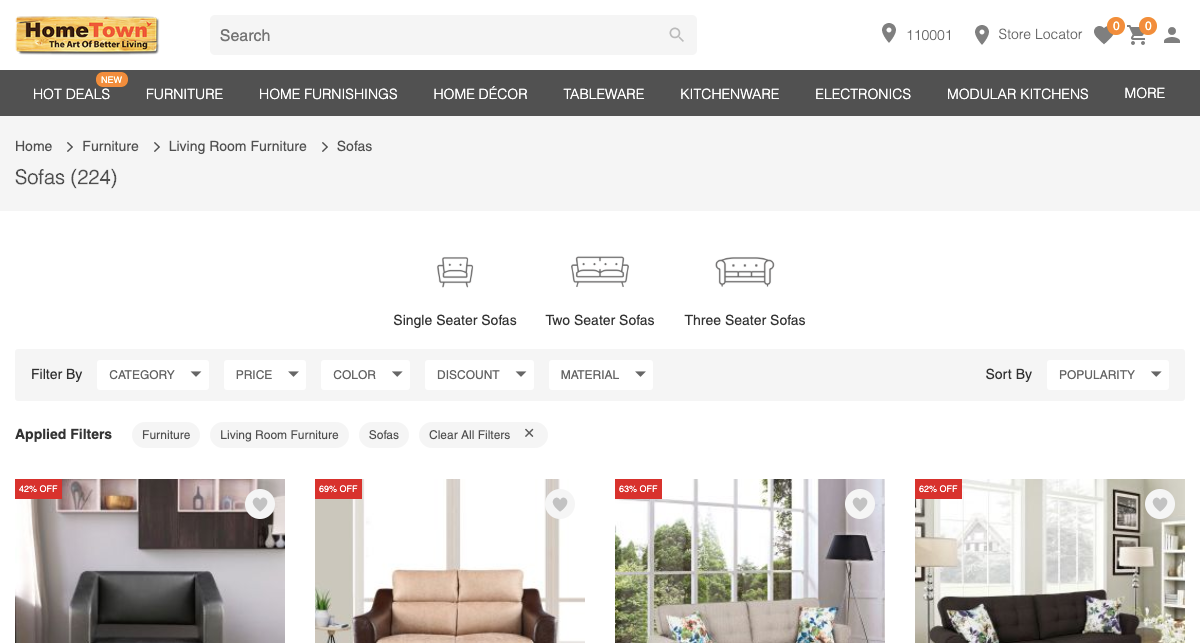 HomeTown
The Art Of Better Living
Search
110001
Store Locator
0
0
NEW
HOT DEALS
FURNITURE
HOME FURNISHINGS
HOME DÉCOR
TABLEWARE
KITCHENWARE
ELECTRONICS
MODULAR KITCHENS
MORE
Home > Furniture > Living Room Furniture > Sofas
Sofas (224)
Single Seater Sofas
Two Seater Sofas
Three Seater Sofas
Filter By
CATEGORY
PRICE
COLOR
DISCOUNT
MATERIAL
Sort By
POPULARITY
Applied Filters
Furniture
Living Room Furniture
Sofas
Clear All Filters ✕
42% OFF
69% OFF
63% OFF
62% OFF